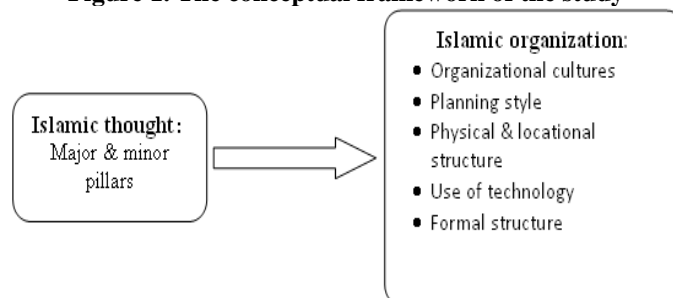 Figure 1: The conceptual framework of the study
Islamic organization:
• Organizational cultures
• Planning style
• Physical & locational
structure
• Use of technology
• Formal structure
Islamic thought:
Major & minor
pillars